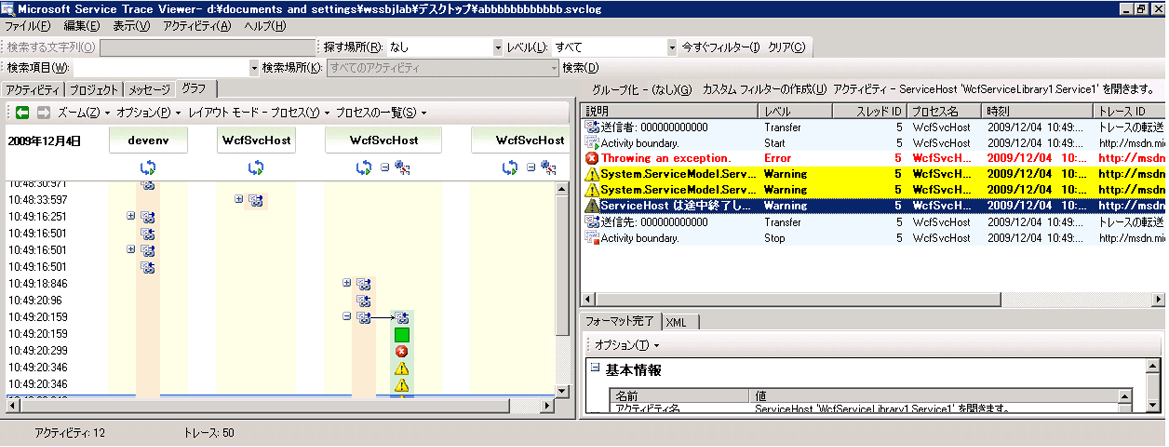 Microsoft Service Trace Viewer- d:¥documents and settings¥wssbjlab¥デスクトップ¥abbbbbbbbbbbb.svclog
ファイル(F) 編集(E) 表示(V) アクティビティ(A) ヘルプ(H)
検索する文字列(O) 探す場所(R): なし レベル(L): すべて 今すぐフィルター(I) クリア(C)
検索項目(W): 検索場所(K): すべてのアクティビティ 検索(D)
アクティビティ プロジェクト メッセージ グラフ
ズーム(Z) オプション(P) レイアウト モード - プロセス(Y) プロセスの一覧(S)
2009年12月4日 devenv WcfSvcHost WcfSvcHost WcfSvcHost
10:48:30:971
10:48:33:597
10:49:16:251
10:49:16:501
10:49:16:501
10:49:16:501
10:49:18:846
10:49:20:96
10:49:20:159
10:49:20:159
10:49:20:299
10:49:20:346
10:49:20:346
グループ化 - (なし)(G) カスタム フィルターの作成(U) アクティビティ - ServiceHost 'WcfServiceLibrary1.Service1' を開きます。
説明 レベル スレッド ID プロセス名 時刻 トレース ID
送信者: 000000000000 Transfer 5 WcfSvcHost 2009/12/04 10:49:... トレースの転送
Activity boundary. Start 5 WcfSvcHost 2009/12/04 10:49:... http://msdn.mic
Throwing an exception. Error 5 WcfSvcH... 2009/12/04 10:... http://msd
System.ServiceModel.Serv... Warning 5 WcfSvcH... 2009/12/04 10:... http://msd
System.ServiceModel.Serv... Warning 5 WcfSvcH... 2009/12/04 10:... http://msd
ServiceHost は途中終了し... Warning 5 WcfSvcH... 2009/12/04 10:... http://msd
送信先: 000000000000 Transfer 5 WcfSvcHost 2009/12/04 10:49:... トレースの転送
Activity boundary. Stop 5 WcfSvcHost 2009/12/04 10:49:... http://msdn.mic
フォーマット完了 XML
オプション(T)
基本情報
名前 値
アクティビティ名 ServiceHost 'WcfServiceLibrary1.Service1' を開きます。
アクティビティ: 12 トレース: 50